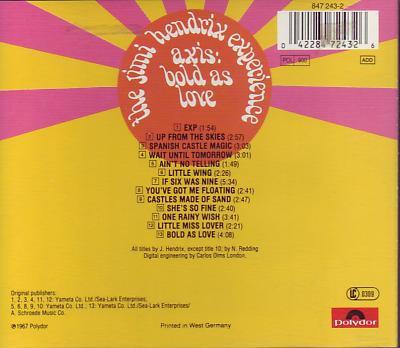 847 243-2
0 42284 72432 6
POLJ 900
ADD
the jimi hendrix experience
axis:
bold as
love
1 EXP (1:54)
2 UP FROM THE SKIES (2:57)
3 SPANISH CASTLE MAGIC (3:03)
4 WAIT UNTIL TOMORROW (3:01)
5 AIN'T NO TELLING (1:49)
6 LITTLE WING (2:26)
7 IF SIX WAS NINE (5:34)
8 YOU'VE GOT ME FLOATING (2:41)
9 CASTLES MADE OF SAND (2:47)
10 SHE'S SO FINE (2:40)
11 ONE RAINY WISH (3:41)
12 LITTLE MISS LOVER (2:22)
13 BOLD AS LOVE (4:08)
All titles by J. Hendrix, except title 10; by N. Redding
Digital engineering by Carlos Olms London.
Original publishers:
1, 2, 3, 4, 11, 12: Yameta Co. Ltd./Sea-Lark Enterprises;
5, 6, 8, 9, 10 Yameta Co. Ltd.; 13: Yameta Co. Ltd./Sea-Lark Enterprises/
A. Schroede Music Co.
℗1967 Polydor
Printed in West Germany
LC 0309
Polydor